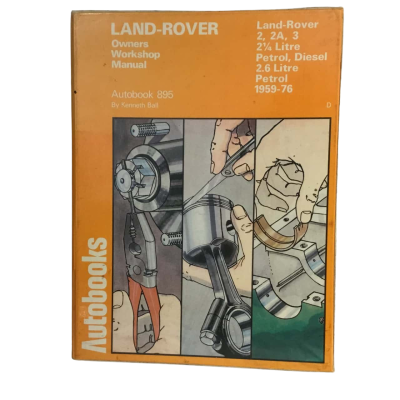 LAND-ROVER
Owners
Workshop
Manual
Autobook 895
By Kenneth Ball
Land-Rover
2, 2A, 3
2¼ Litre
Petrol, Diesel
2.6 Litre
Petrol
1959-76
D
Autobooks